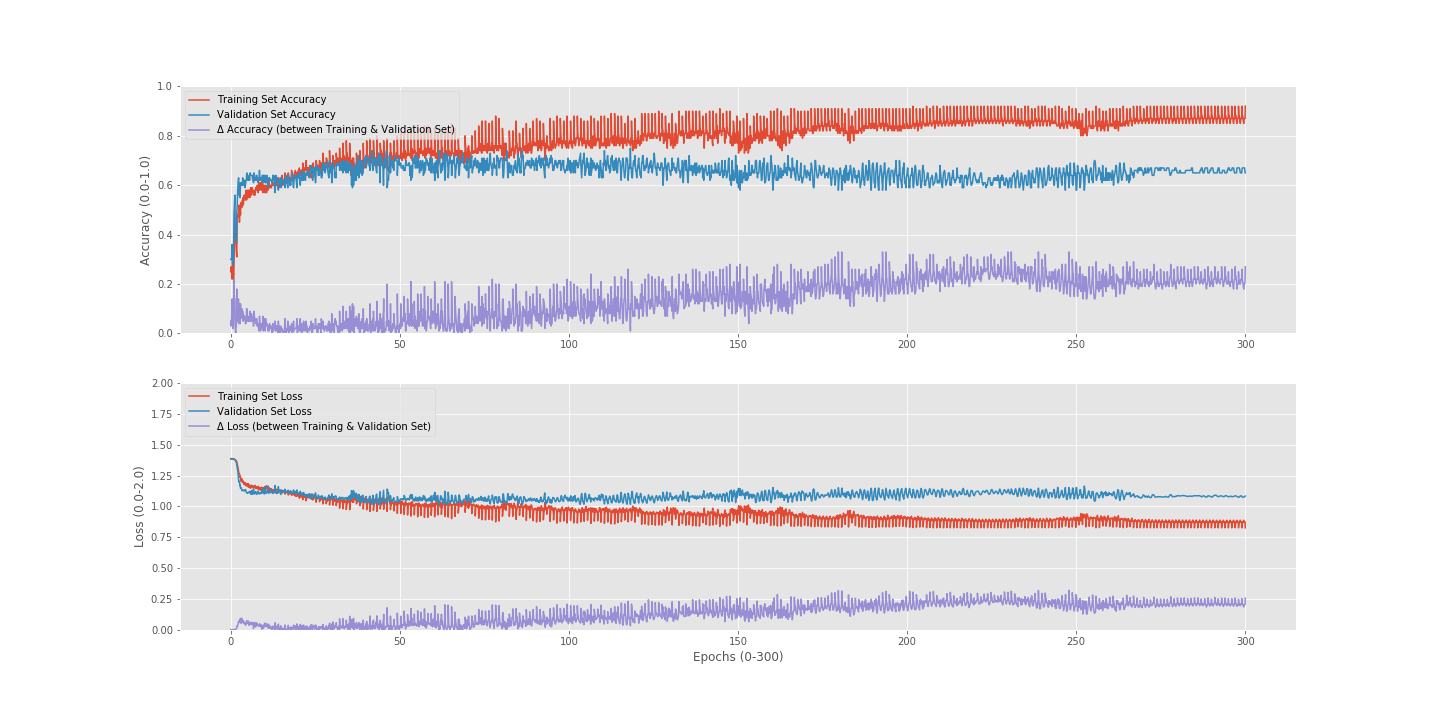 1.0
Training Set Accuracy
Validation Set Accuracy
Δ Accuracy (between Training & Validation Set)
0.8
0.6
0.4
0.2
0.0
Accuracy (0.0-1.0)
0 50 100 150 200 250 300
2.00
Training Set Loss
Validation Set Loss
Δ Loss (between Training & Validation Set)
1.75
1.50
1.25
1.00
0.75
0.50
0.25
0.00
Loss (0.0-2.0)
0 50 100 150 200 250 300
Epochs (0-300)